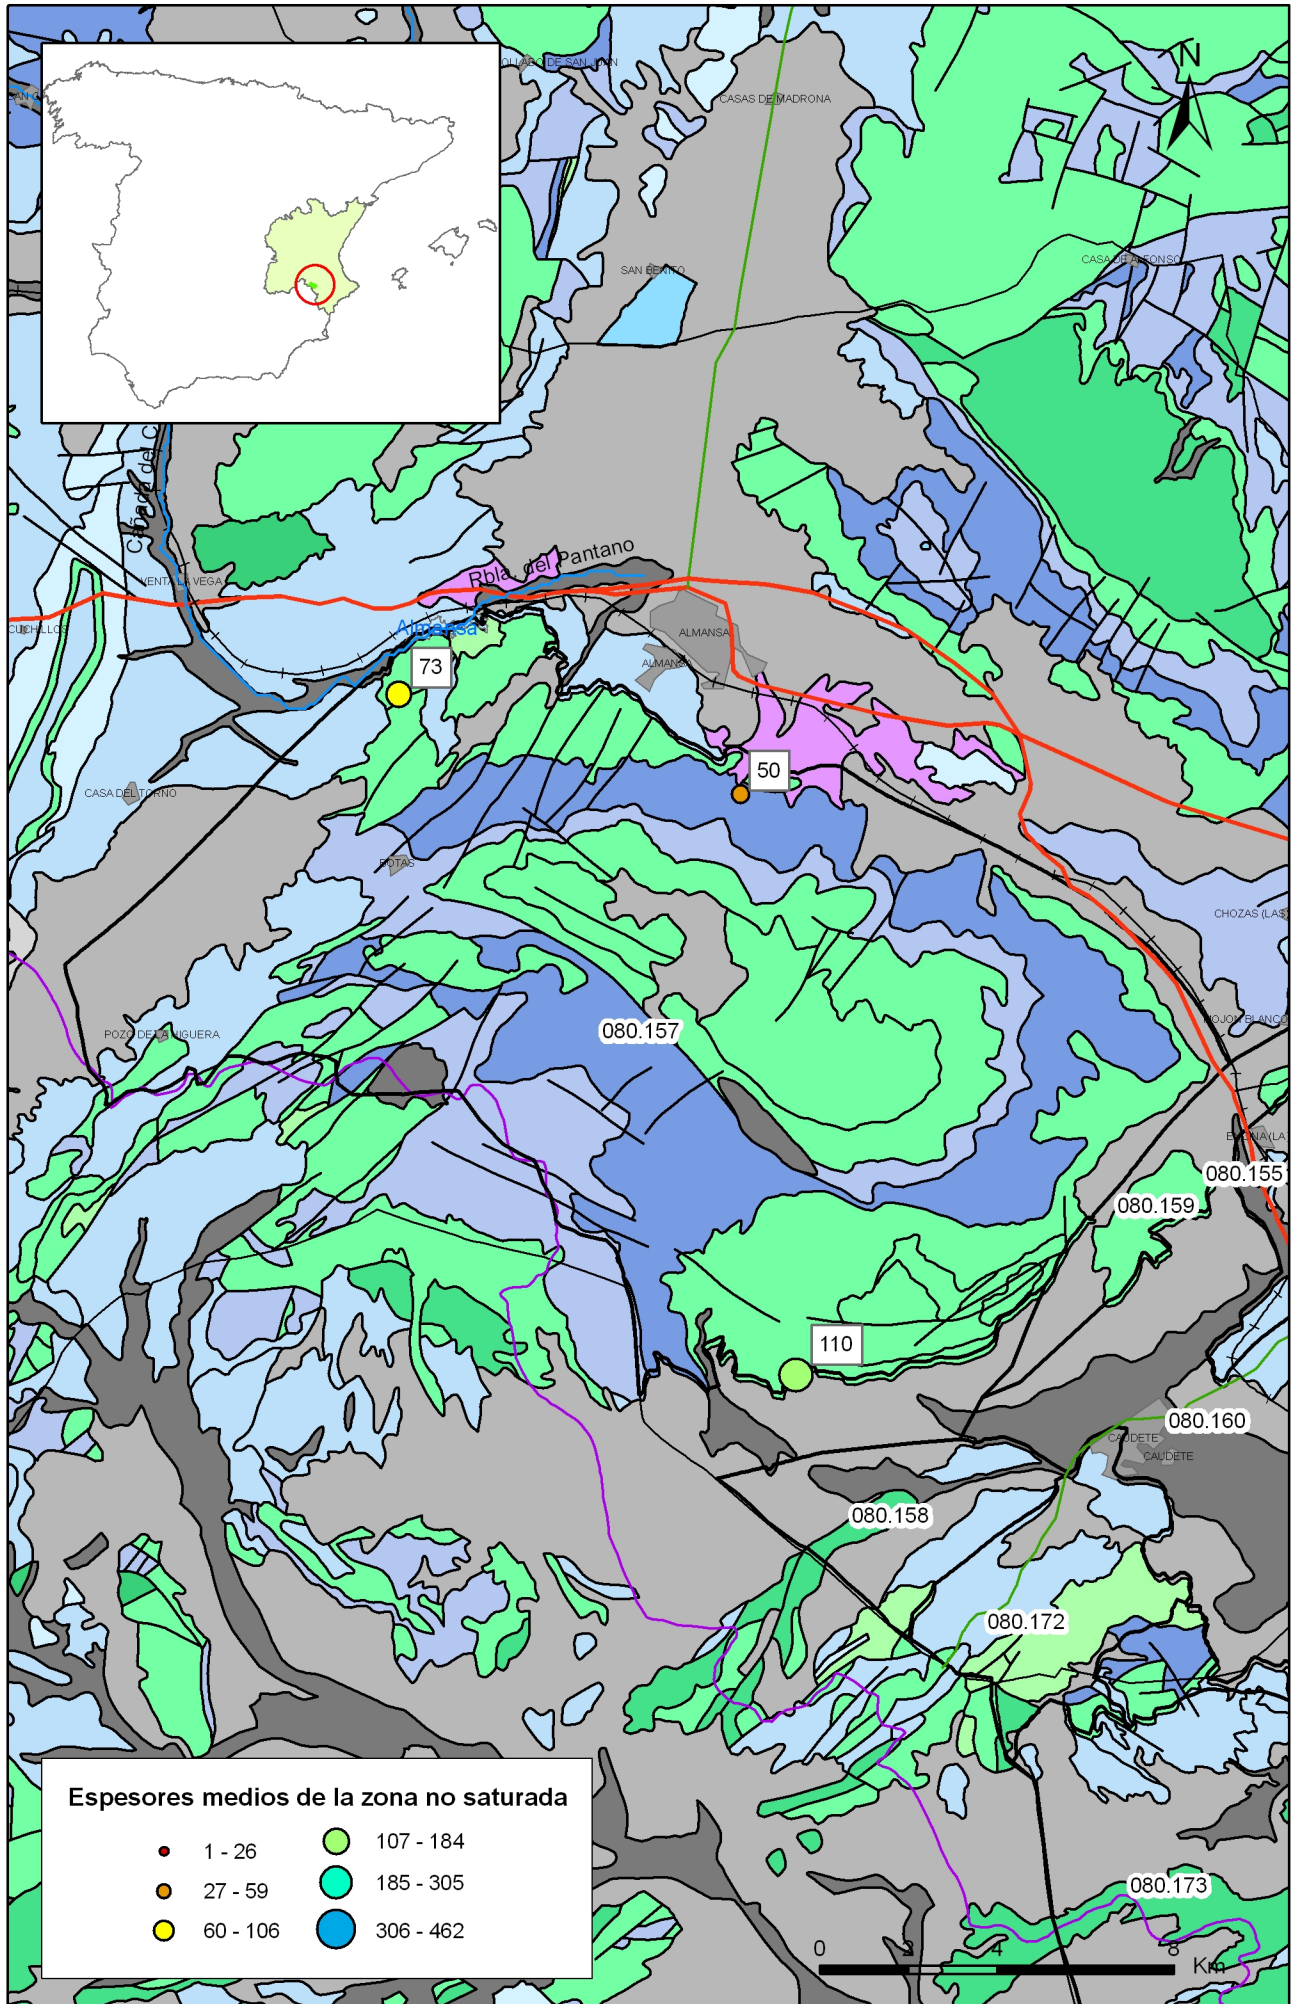 OLLADO DE SAN JUAN
N
CASAS DE MADRONA
CASA DE ALFONSO
SAN BENITO
Cañada del C
Rbla. del Pantano
VENTA LA VEGA
CUCHILLOS
Almansa
ALMANSA
ALMANSA
73
50
CASA DEL TORNO
BOTAS
CHOZAS (LAS)
MOJON BLANCO
080.157
POZO DE LA HIGUERA
080.155
080.159
110
080.160
CAUDETE
CAUDETE
080.158
080.172
080.173
Espesores medios de la zona no saturada
1 - 26
27 - 59
60 - 106
107 - 184
185 - 305
306 - 462
0 2 4 8
Km